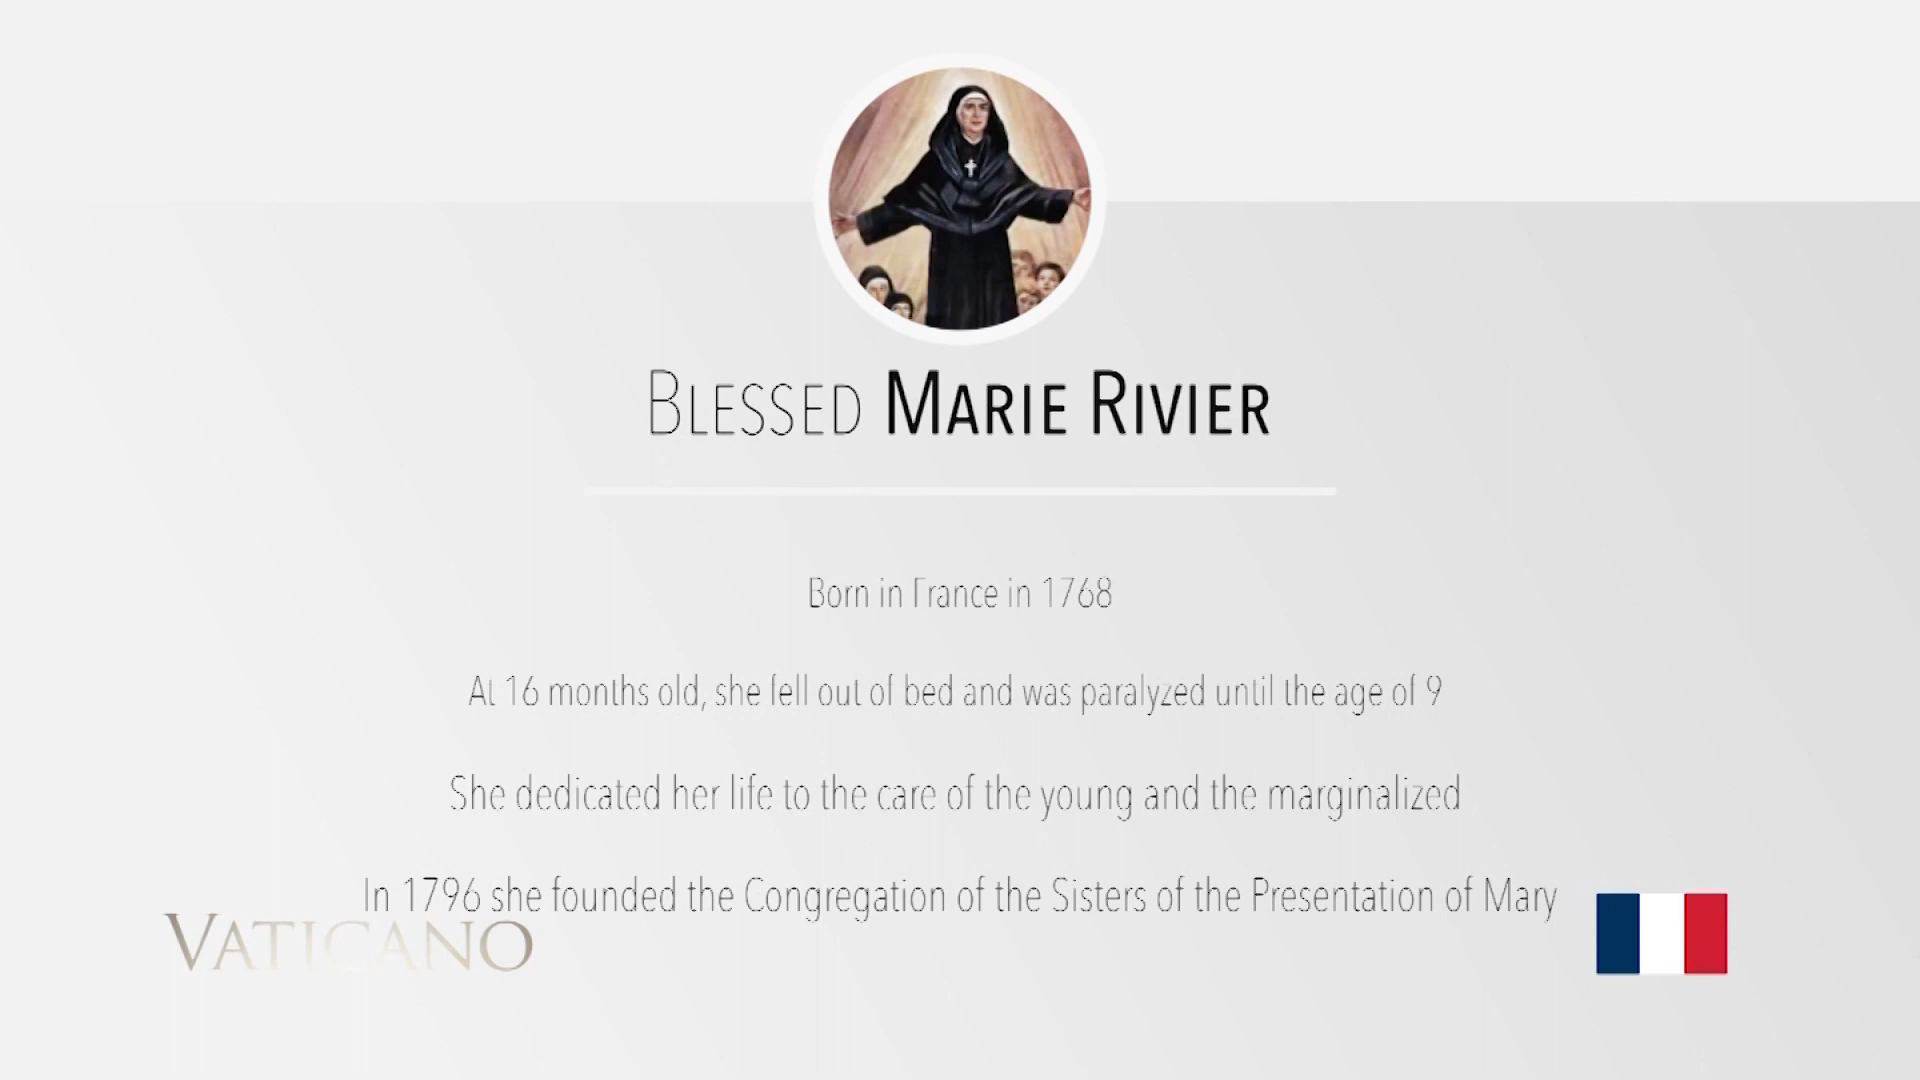 BLESSED MARIE RIVIER
Born in France in 1768
At 16 months old, she fell out of bed and was paralyzed until the age of 9
She dedicated her life to the care of the young and the marginalized
In 1796 she founded the Congregation of the Sisters of the Presentation of Mary
VATICANO